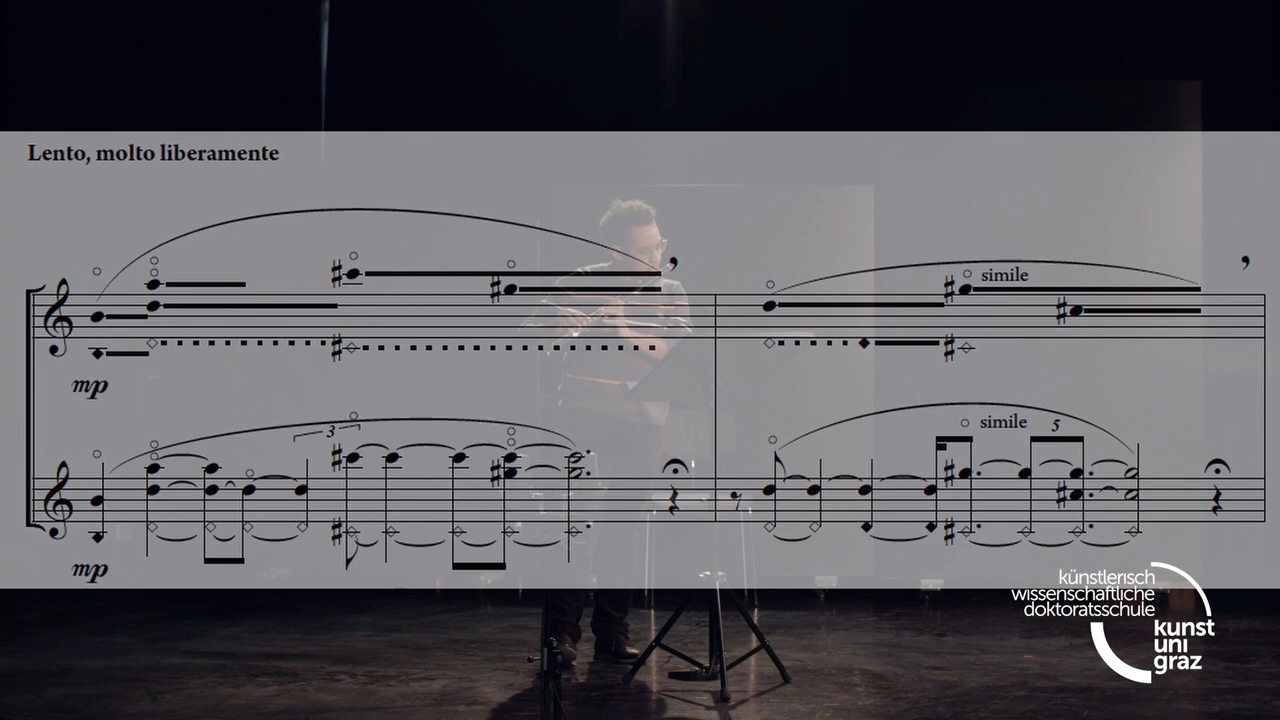 Lento, molto liberamente
simile
mp
3
simile
5
mp
künstlerisch
wissenschaftliche
doktoratsschule
kunst
uni
graz